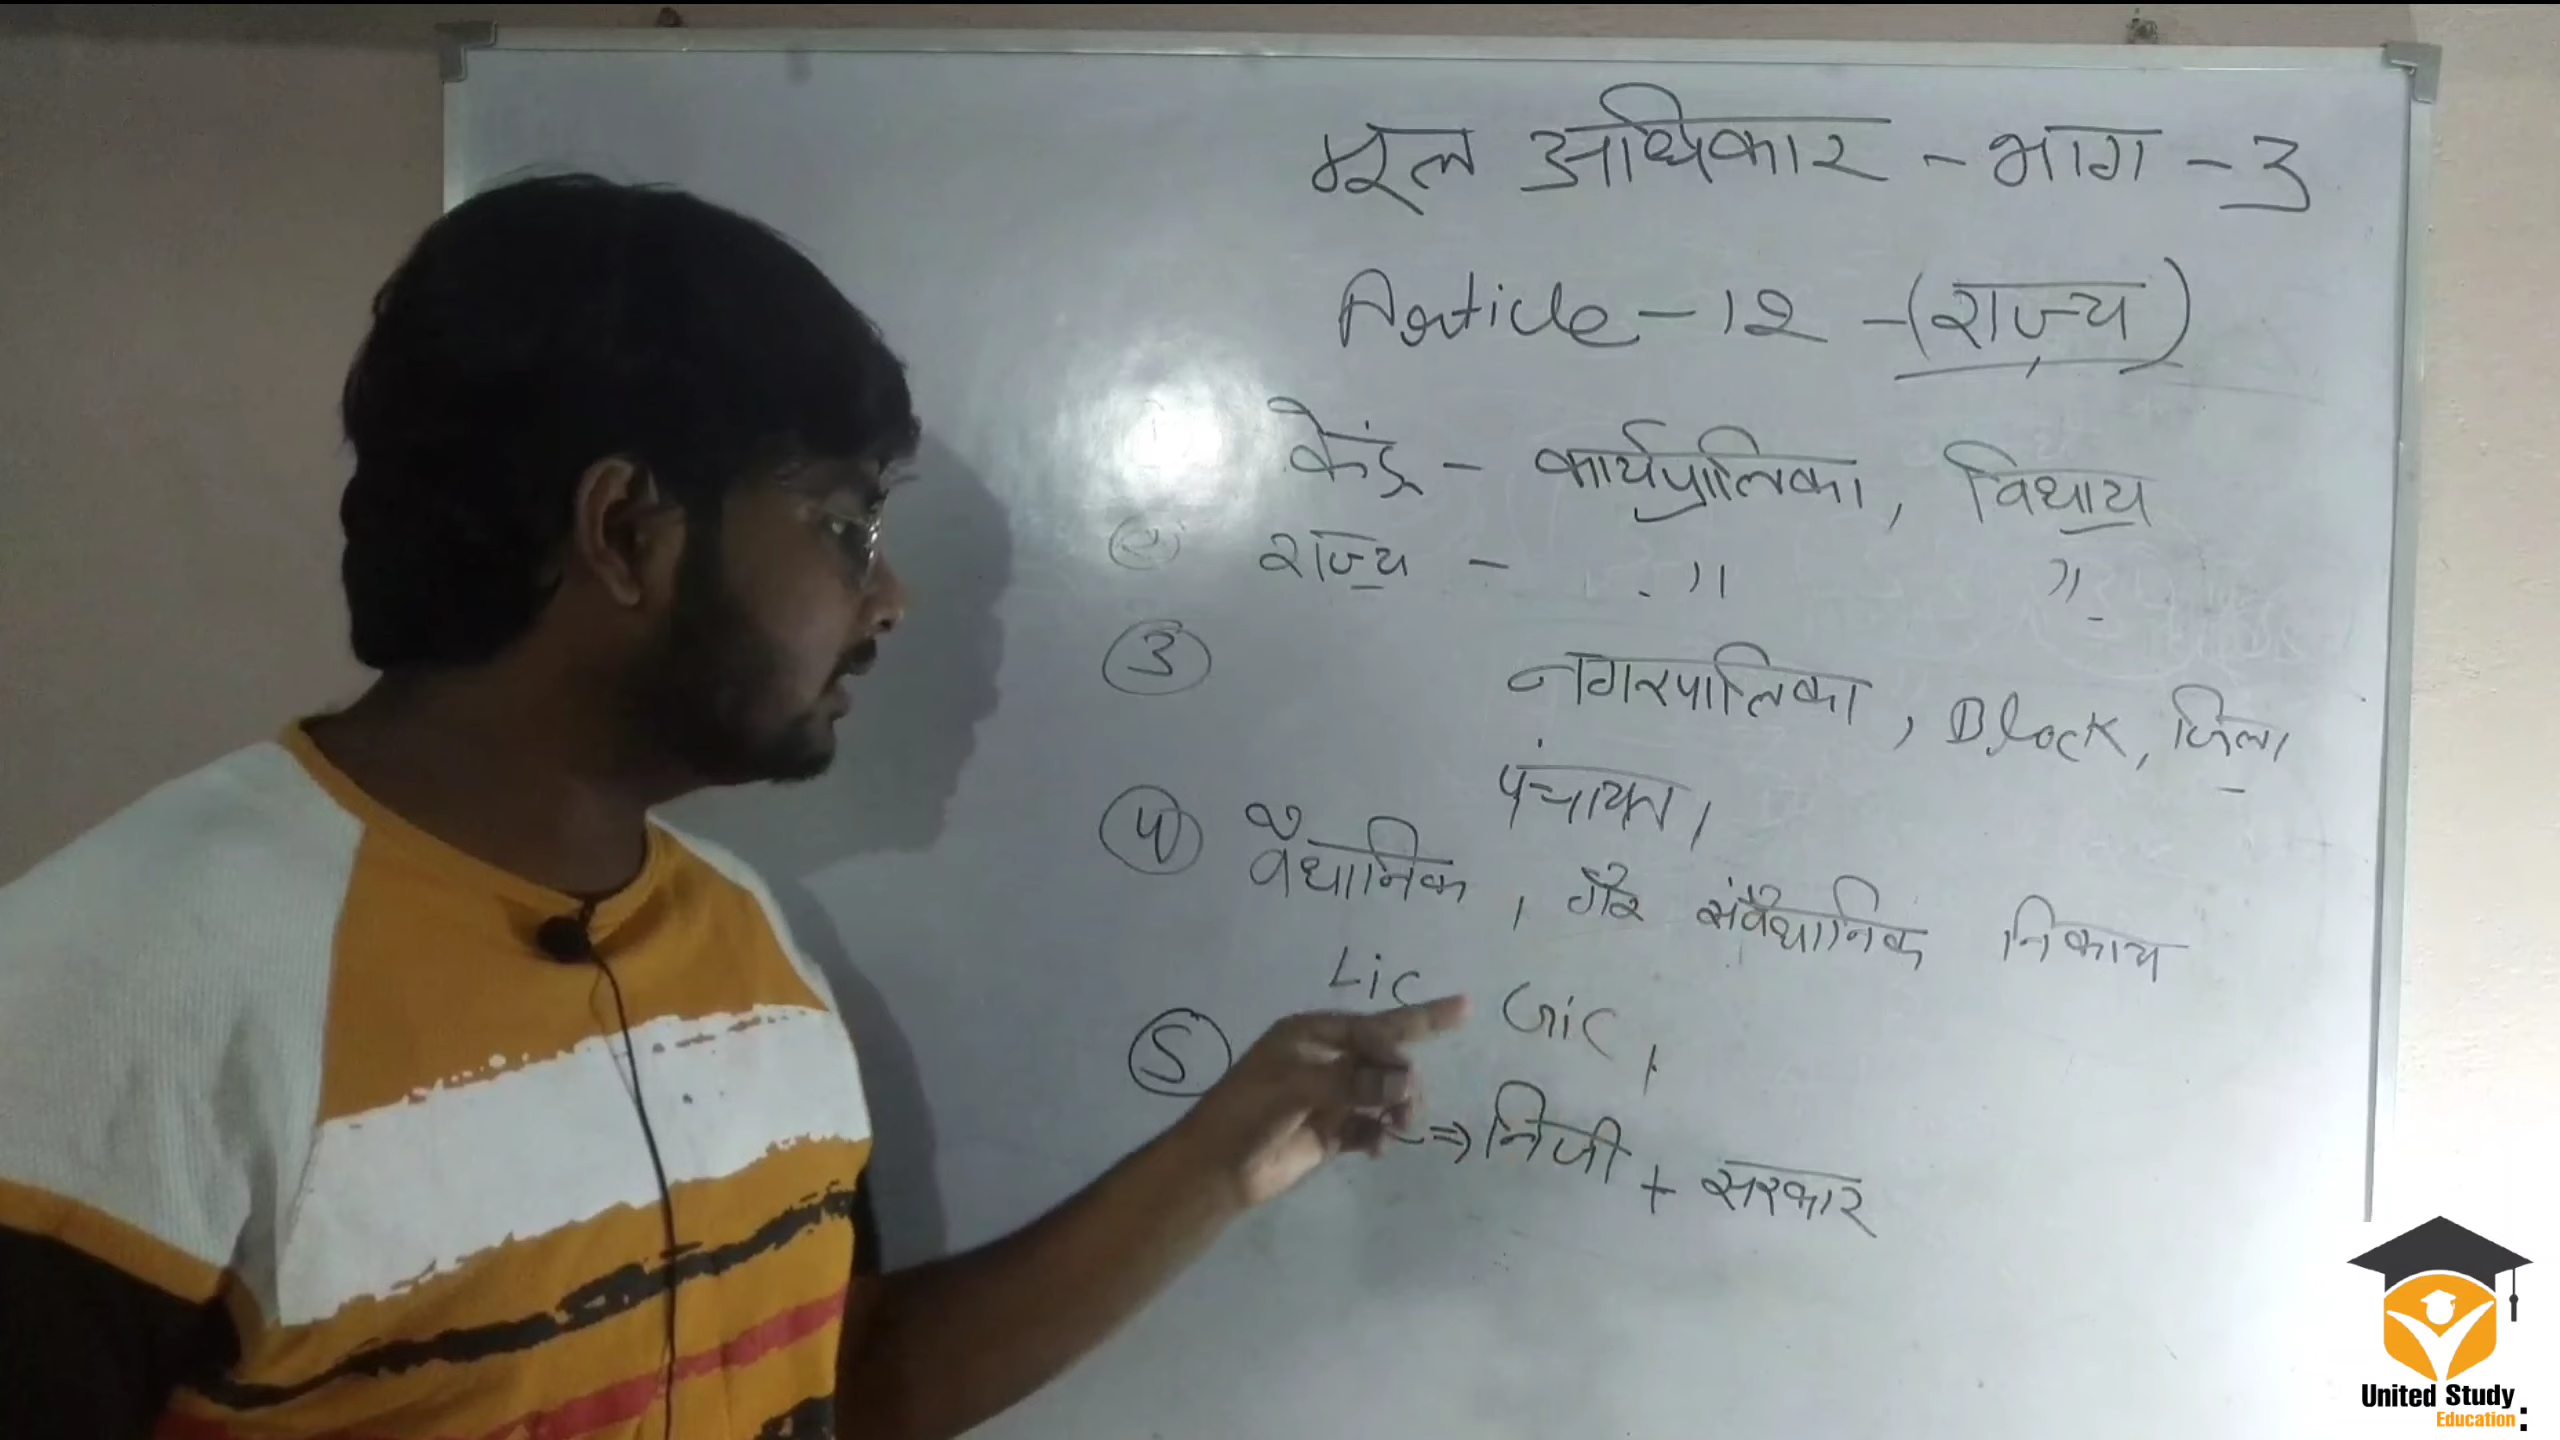 मूल अधिकार - भाग - 3
Article - 12 - (राज्य)
केंद्र - कार्यपालिका, विधाय
राज्य - " "
③ नगरपालिका, Block, जिला
पंचायत,
④ वैधानिक, गैर संवैधानिक निकाय
Lic Gic,
⑤
⇒ निजी + सरकार
United Study
Education